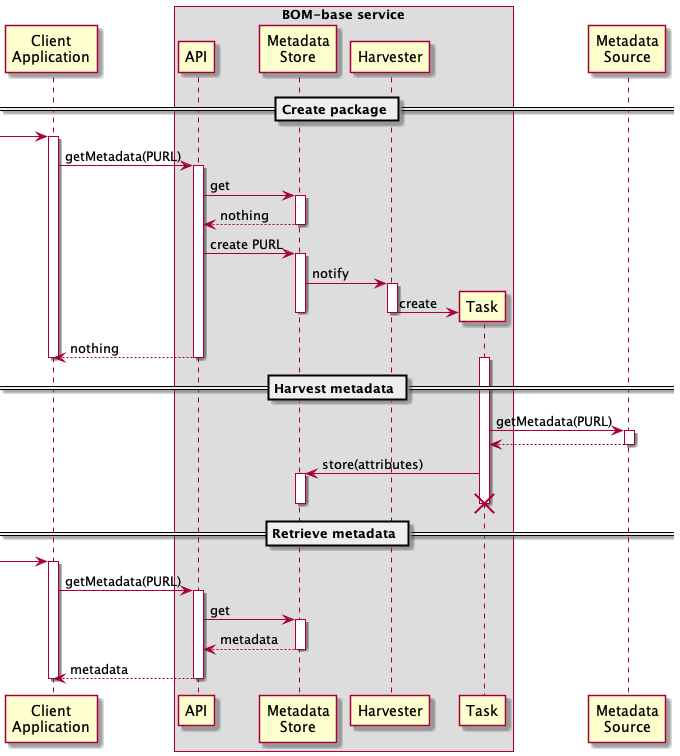 BOM-base service
Client
Application
API
Metadata
Store
Harvester
Metadata
Source
Create package
getMetadata(PURL)
get
nothing
create PURL
notify
create
Task
nothing
Harvest metadata
getMetadata(PURL)
store(attributes)
Retrieve metadata
getMetadata(PURL)
get
metadata
metadata
Client
Application
API
Metadata
Store
Harvester
Task
Metadata
Source